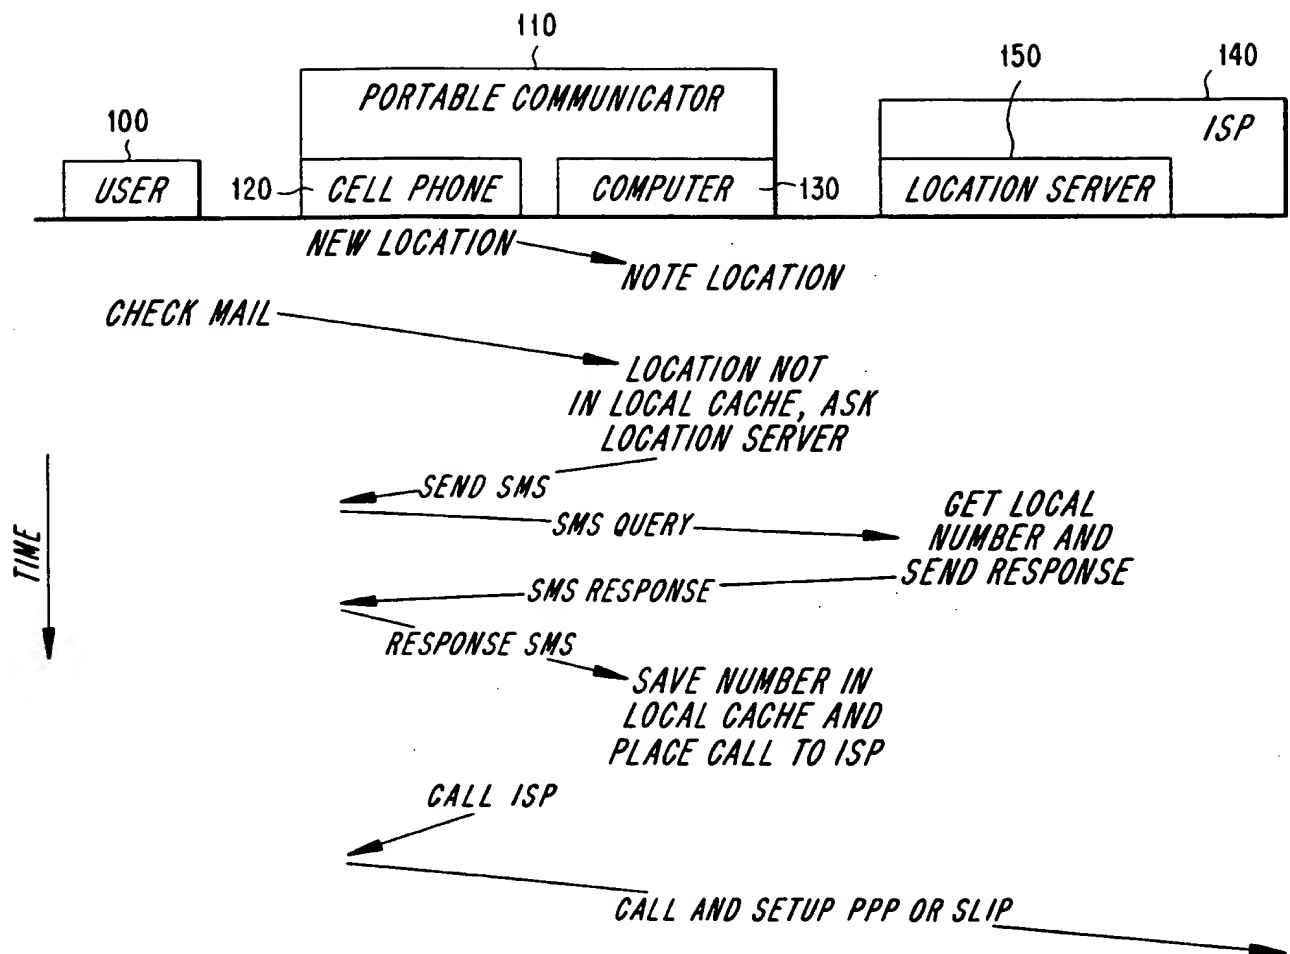 110
PORTABLE COMMUNICATOR
150
140
ISP
100
USER
120
CELL PHONE
COMPUTER
130
LOCATION SERVER
NEW LOCATION
NOTE LOCATION
CHECK MAIL
LOCATION NOT
IN LOCAL CACHE, ASK
LOCATION SERVER
SEND SMS
SMS QUERY
GET LOCAL
NUMBER AND
SEND RESPONSE
TIME
SMS RESPONSE
RESPONSE SMS
SAVE NUMBER IN
LOCAL CACHE AND
PLACE CALL TO ISP
CALL ISP
CALL AND SETUP PPP OR SLIP